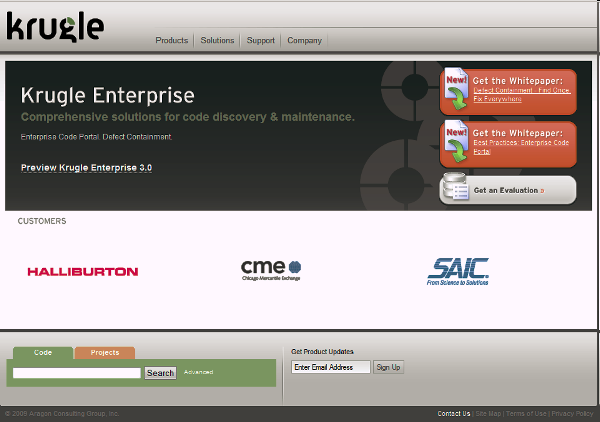 krugle
Products Solutions Support Company
Krugle Enterprise
Comprehensive solutions for code discovery & maintenance.
Enterprise Code Portal. Defect Containment.
Preview Krugle Enterprise 3.0
New!
Get the Whitepaper:
Defect Containment - Find Once,
Fix Everywhere
New!
Get the Whitepaper:
Best Practices: Enterprise Code
Portal
Get an Evaluation »
CUSTOMERS
HALLIBURTON
cme
Chicago Mercantile Exchange
SAIC
From Science to Solutions
Code Projects
Search Advanced
Get Product Updates
Enter Email Address Sign Up
© 2009 Aragon Consulting Group, Inc.
Contact Us | Site Map | Terms of Use | Privacy Policy